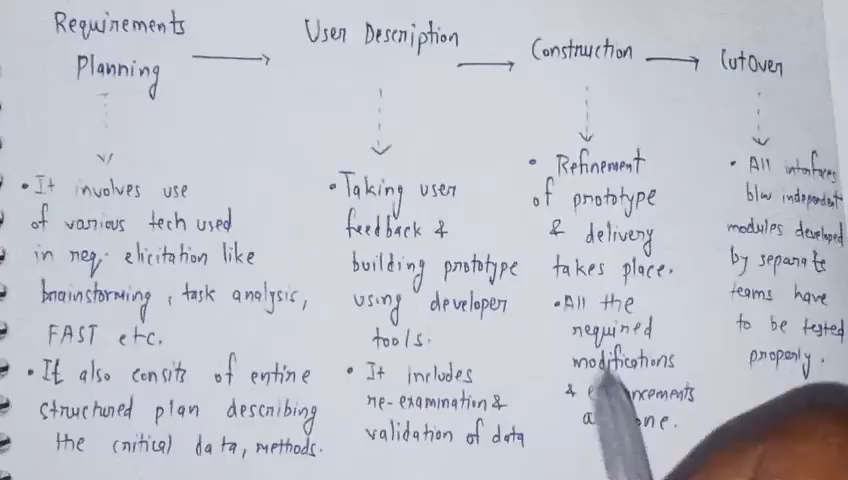 Requirements
Planning
User Description
Construction
CutOver
• It involves use
of various tech used
in req. elicitation like
brainstorming, task analysis,
FAST etc.
• It also consits of entire
structured plan describing
the critical data, methods.
• Taking user
feedback &
building prototype
using developer
tools.
• It includes
re-examination &
validation of data
• Refinement
of prototype
& delivery
takes place.
• All the
required
modifications
&
• All interfaces
b/w independent
modules developed
by separate
teams have
to be tested
properly.